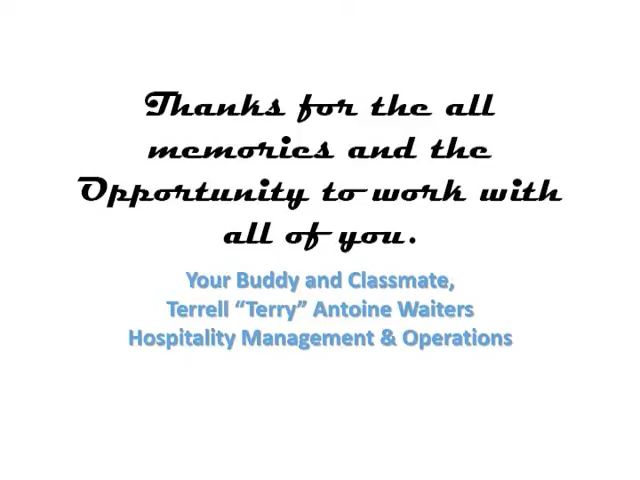 Thanks for the all
memories and the
Opportunity to work with
all of you.
Your Buddy and Classmate,
Terrell “Terry” Antoine Waiters
Hospitality Management & Operations